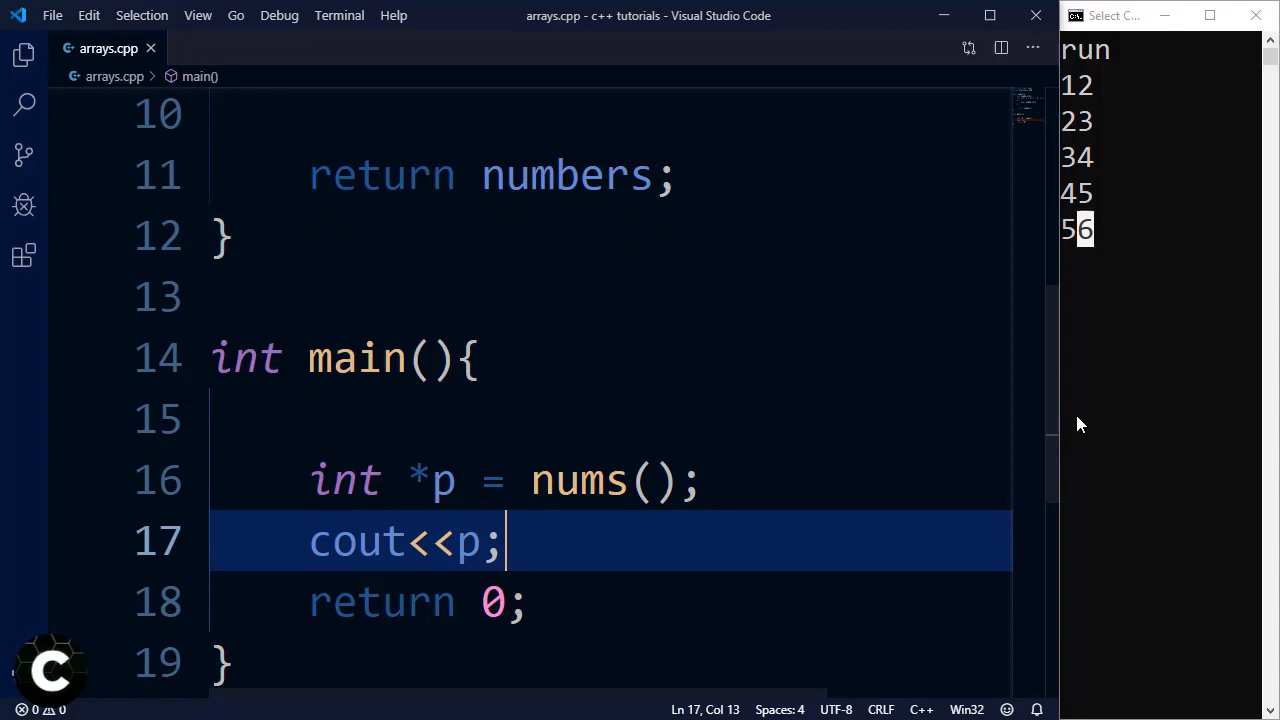 File Edit Selection View Go Debug Terminal Help arrays.cpp - c++ tutorials - Visual Studio Code
arrays.cpp
arrays.cpp > main()
10
11 return numbers;
12 }
13
14 int main(){
15
16 int *p = nums();
17 cout<<p;
18 return 0;
19 }
C
0 0 Ln 17, Col 13 Spaces: 4 UTF-8 CRLF C++ Win32
Select C...
run
12
23
34
45
56